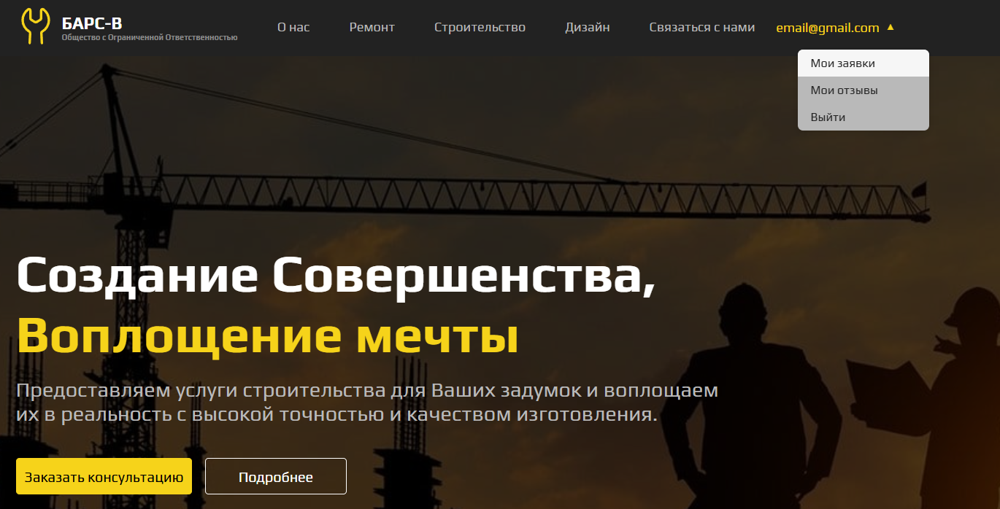 БАРС-В
Общество с Ограниченной Ответственностью
О нас
Ремонт
Строительство
Дизайн
Связаться с нами
email@gmail.com ▲
Мои заявки
Мои отзывы
Выйти
Создание Совершенства,
Воплощение мечты
Предоставляем услуги строительства для Ваших задумок и воплощаем
их в реальность с высокой точностью и качеством изготовления.
Заказать консультацию
Подробнее